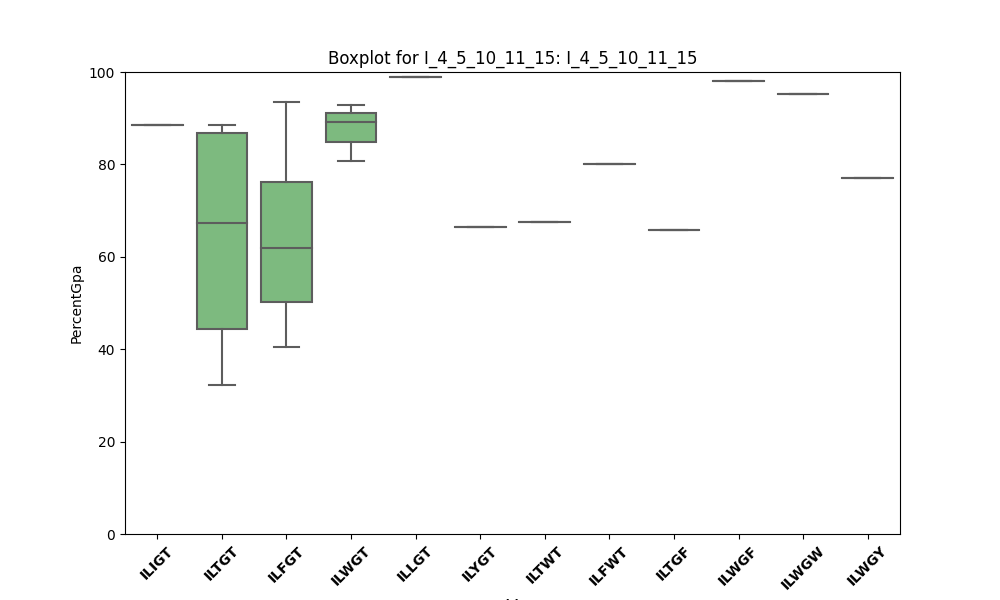 Boxplot for I_4_5_10_11_15: I_4_5_10_11_15
PercentGpa
100
80
60
40
20
0
ILIGT
ILTGT
ILFGT
ILWGT
ILLGT
ILYGT
ILTWT
ILFWT
ILTGF
ILWGF
ILWGW
ILWGY